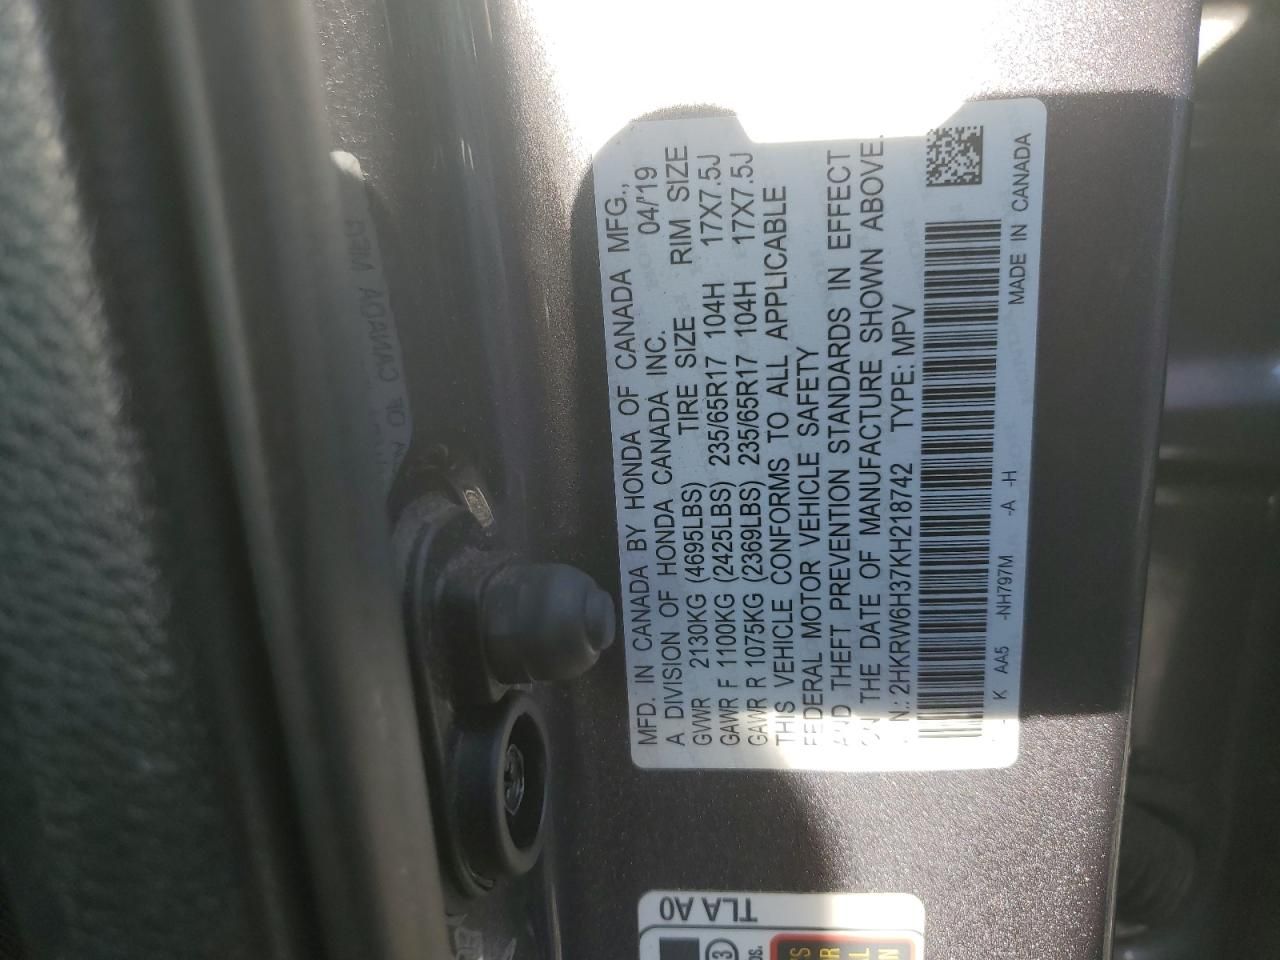 MFD. IN CANADA BY HONDA OF CANADA MFG.,
A DIVISION OF HONDA CANADA INC. 04/'19
GVWR 2130KG (4695LBS) TIRE SIZE RIM SIZE
GAWR F 1100KG (2425LBS) 235/65R17 104H 17X7.5J
GAWR R 1075KG (2369LBS) 235/65R17 104H 17X7.5J
THIS VEHICLE CONFORMS TO ALL APPLICABLE
FEDERAL MOTOR VEHICLE SAFETY
AND THEFT PREVENTION STANDARDS IN EFFECT
ON THE DATE OF MANUFACTURE SHOWN ABOVE.
2HKRW6H37KH218742 TYPE: MPV
K AA5 -NH797M -A -H MADE IN CANADA
TLA A0